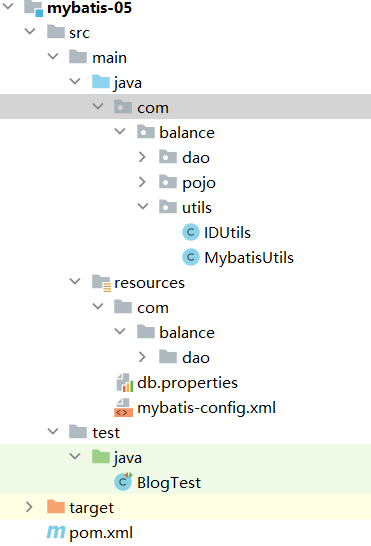 mybatis-05
src
main
java
com
balance
dao
pojo
utils
IDUtils
MybatisUtils
resources
com
balance
dao
db.properties
mybatis-config.xml
test
java
BlogTest
target
pom.xml